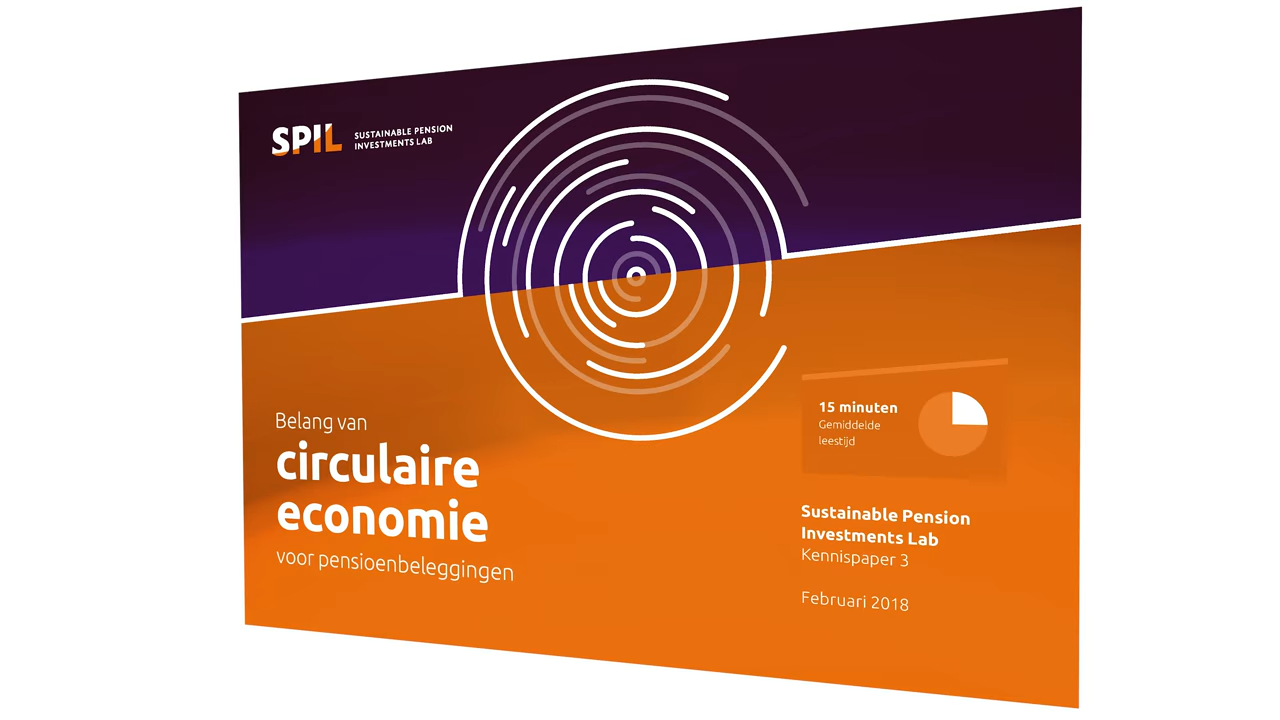 SPIL
SUSTAINABLE PENSION
INVESTMENTS LAB
Belang van
circulaire
economie
voor pensioenbeleggingen
15 minuten
Gemiddelde
leestijd
Sustainable Pension
Investments Lab
Kennispaper 3
Februari 2018